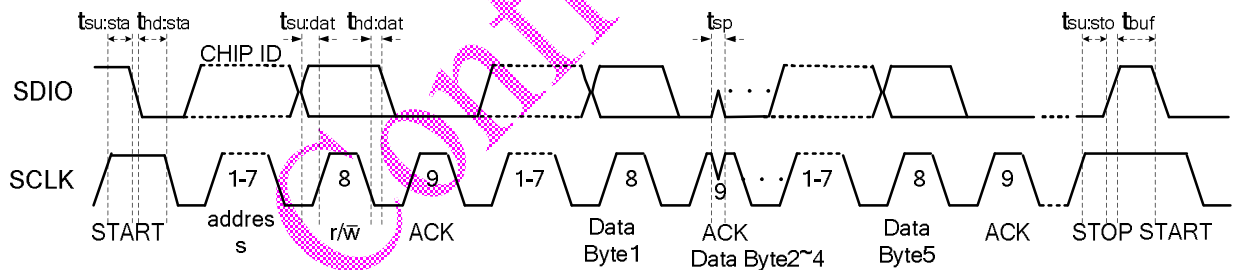 tsu:sta thd:sta tsu:dat thd:dat tsp tsu:sto tbuf
CHIP ID
SDIO
SCLK 1-7 8 9 1-7 8 9 1-7 8 9
START addres
s r/w̅ ACK Data
Byte1 ACK
Data Byte2~4 Data
Byte5 ACK STOP START
Conf